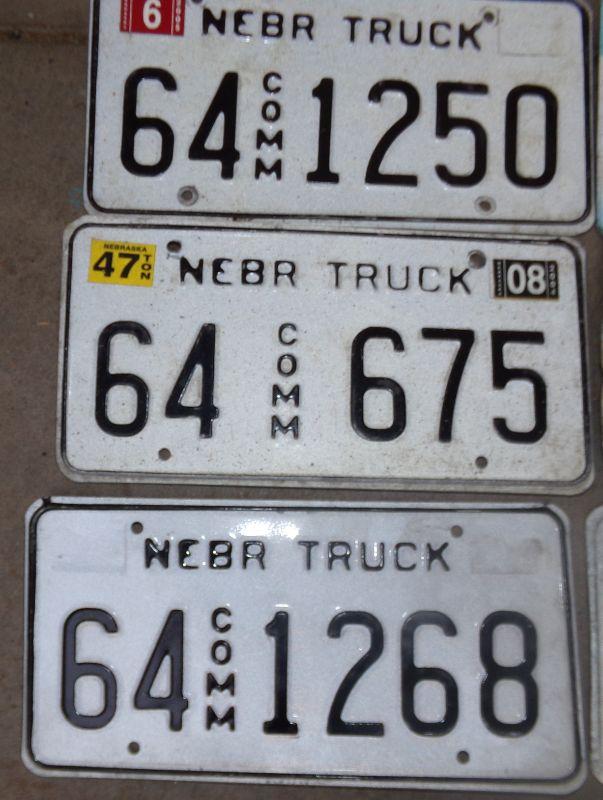 6
NEBR TRUCK
64 COMM 1250
NEBRASKA
47 TON
NEBR TRUCK
08
64 COMM 675
NEBR TRUCK
64 COMM 1268